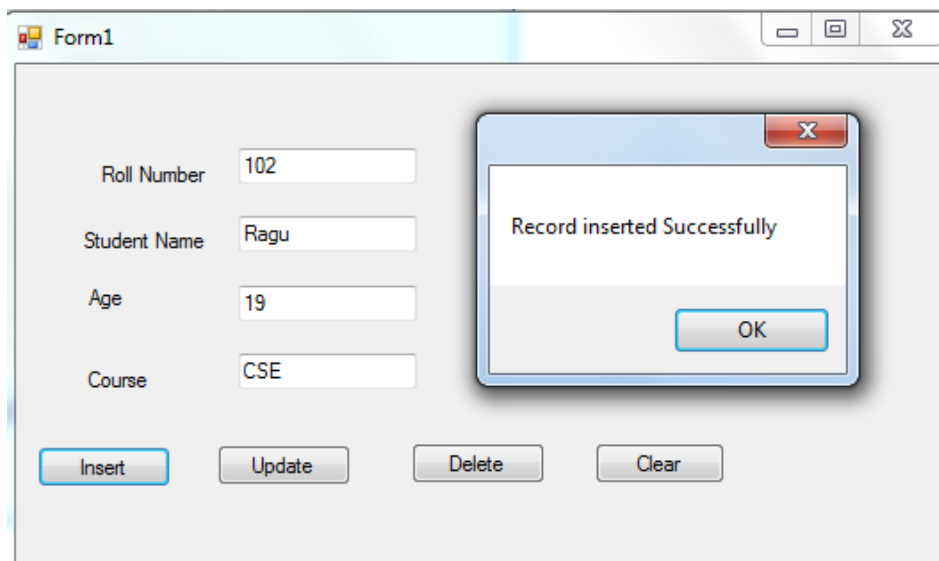 Form1
Roll Number 102
Student Name Ragu
Age 19
Course CSE
Insert Update Delete Clear
Record inserted Successfully
OK